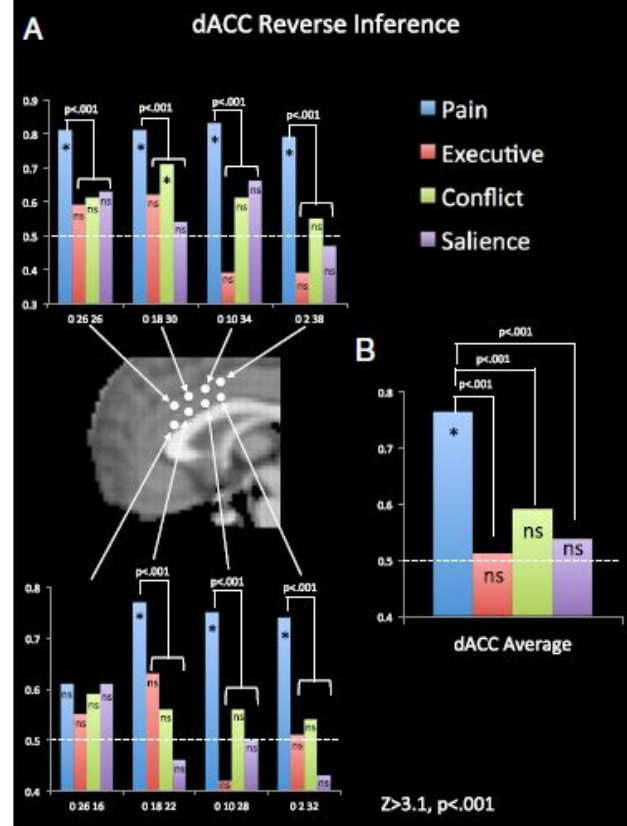 A
dACC Reverse Inference
Pain
Executive
Conflict
Salience
0.9
0.8
0.7
0.6
0.5
0.4
0.3
p<.001
p<.001
p<.001
p<.001
*
ns
ns
ns
*
ns
*
ns
*
ns
ns
ns
*
ns
ns
ns
0 26 26
0 18 30
0 10 34
0 2 38
B
p<.001
p<.001
p<.001
0.8
0.7
0.6
0.5
0.4
*
ns
ns
ns
dACC Average
0.8
0.7
0.6
0.5
0.4
p<.001
p<.001
p<.001
ns
ns
ns
ns
*
ns
ns
ns
*
ns
ns
ns
*
ns
ns
ns
0 26 16
0 18 22
0 10 28
0 2 32
Z>3.1, p<.001